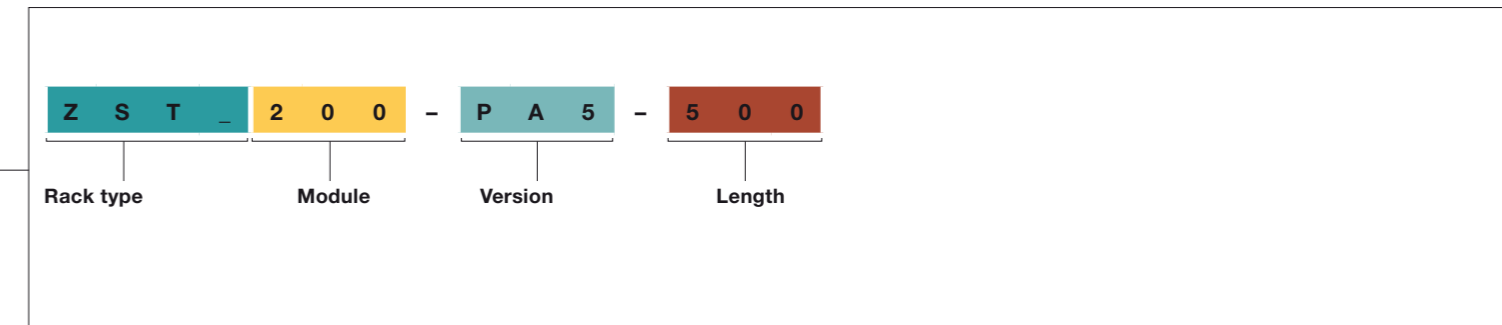 Z S T _ 2 0 0 – P A 5 – 5 0 0
Rack type Module Version Length